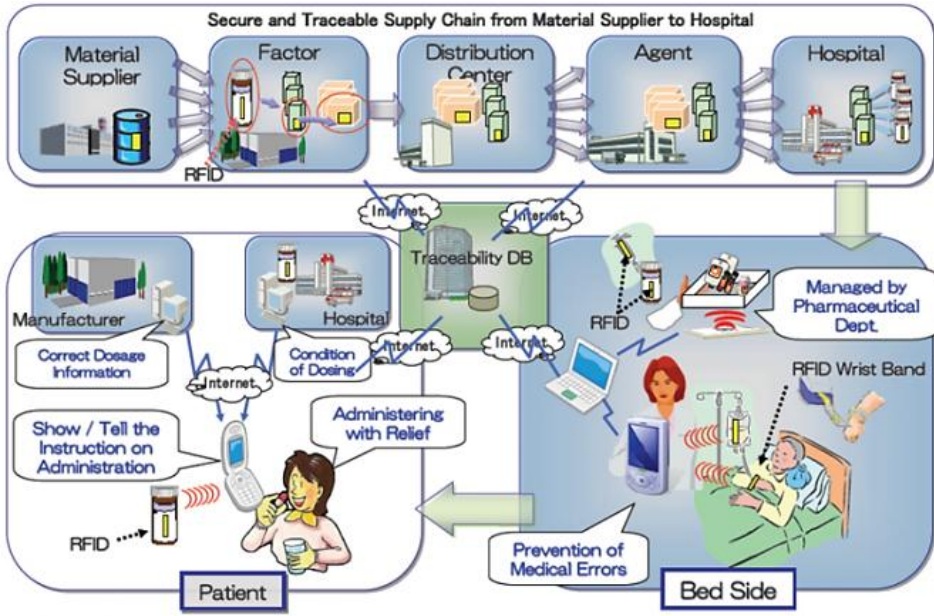 Secure and Traceable Supply Chain from Material Supplier to Hospital
Material
Supplier
Factor
Distribution
Center
Agent
Hospital
RFID
Internet
Internet
Traceability DB
Manufacturer
Hospital
Correct Dosage
Information
Condition
of Dosing
Internet
Internet
Internet
Show / Tell the
Instruction on
Administration
Administering
with Relief
RFID
Patient
RFID
Managed by
Pharmaceutical
Dept.
RFID Wrist Band
Prevention of
Medical Errors
Bed Side